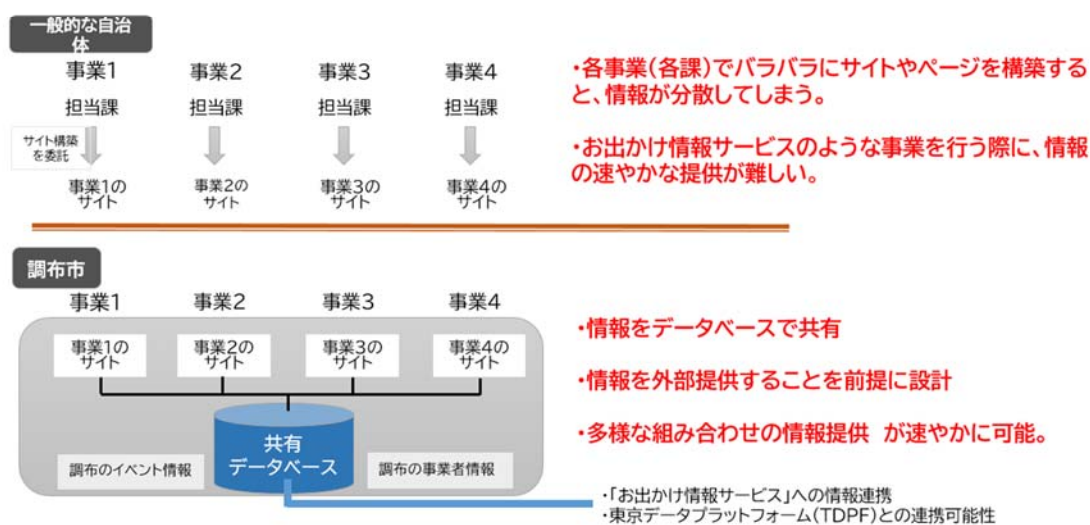 一般的な自治
体
事業1
事業2
事業3
事業4
担当課
担当課
担当課
担当課
サイト構築
を委託
事業1の
サイト
事業2の
サイト
事業3の
サイト
事業4の
サイト
・各事業(各課)でバラバラにサイトやページを構築する
と、情報が分散してしまう。
・お出かけ情報サービスのような事業を行う際に、情報
の速やかな提供が難しい。
調布市
事業1
事業2
事業3
事業4
事業1の
サイト
事業2の
サイト
事業3の
サイト
事業4の
サイト
共有
データベース
調布のイベント情報
調布の事業者情報
・情報をデータベースで共有
・情報を外部提供することを前提に設計
・多様な組み合わせの情報提供 が速やかに可能。
・「お出かけ情報サービス」への情報連携
・東京データプラットフォーム(TDPF)との連携可能性